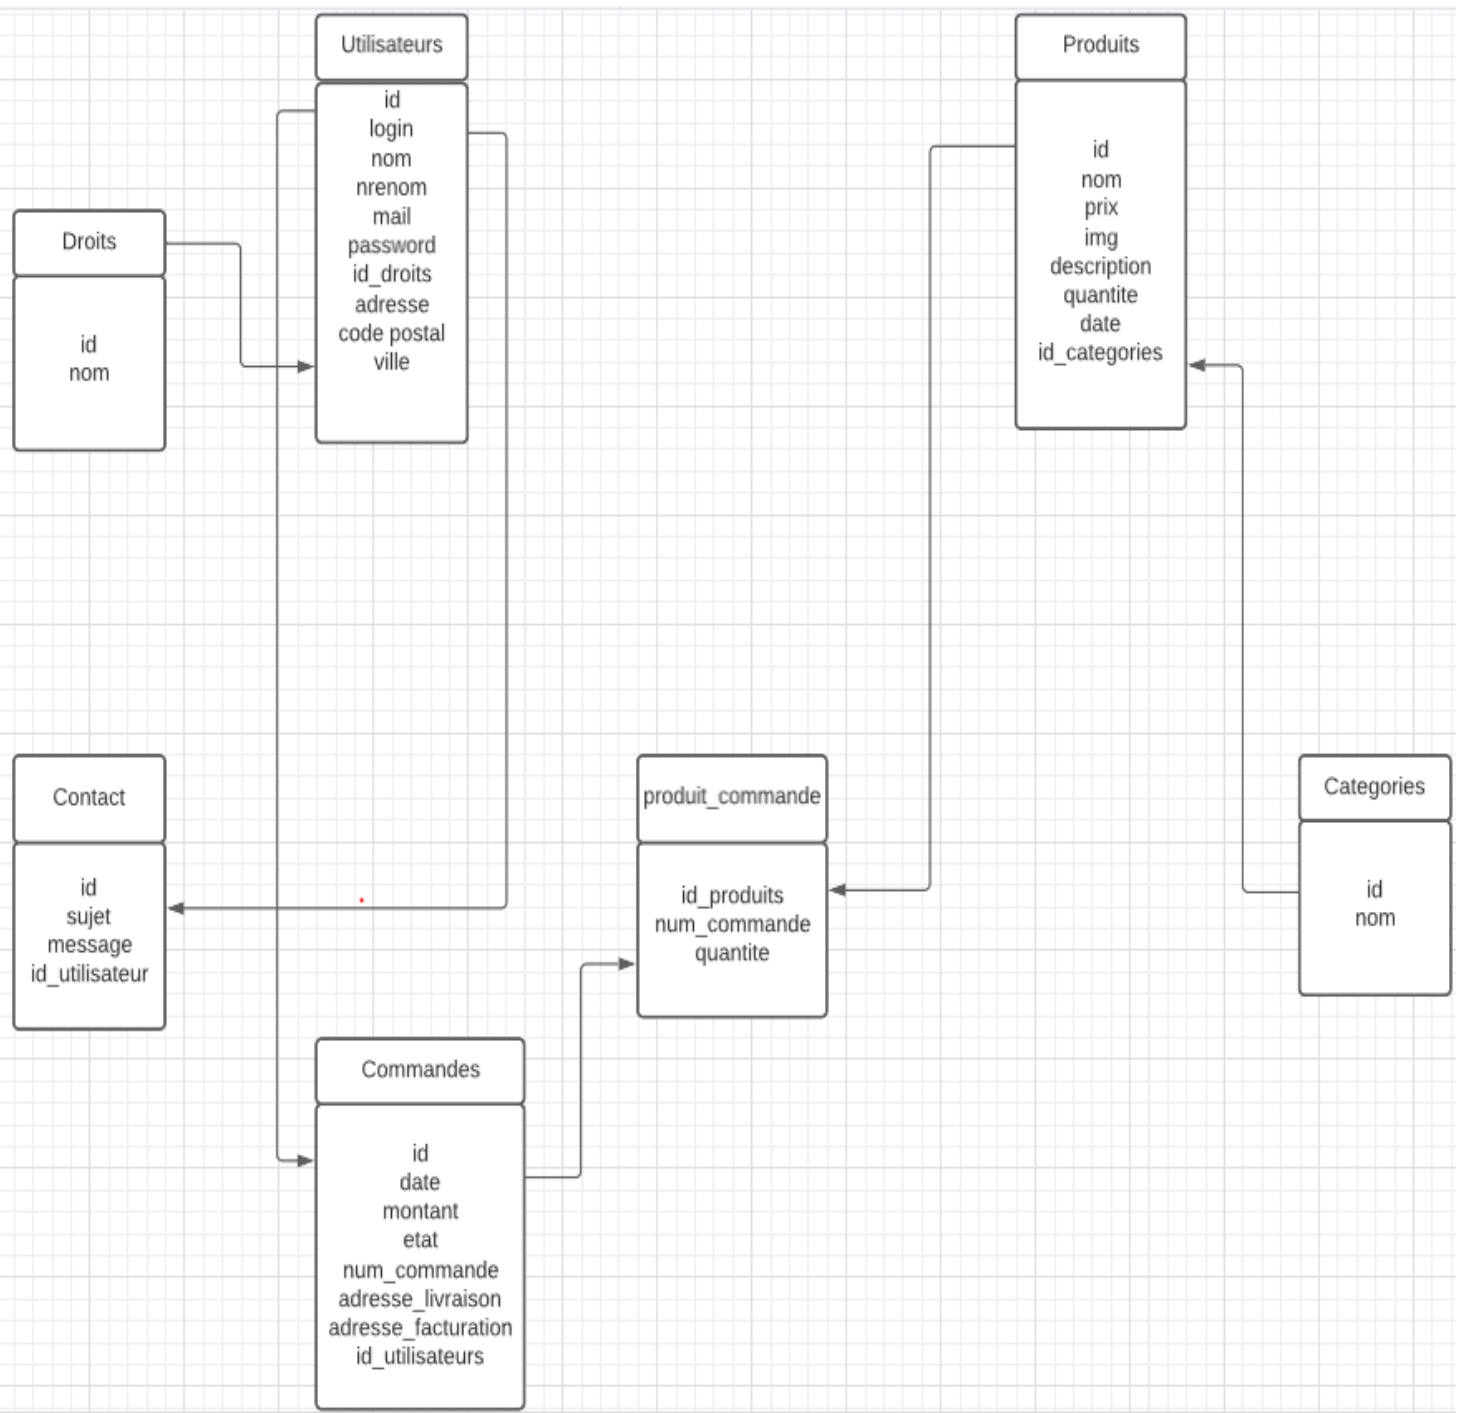 Utilisateurs
id
login
nom
nrenom
mail
password
id_droits
adresse
code postal
ville
Produits
id
nom
prix
img
description
quantite
date
id_categories
Droits
id
nom
Contact
id
sujet
message
id_utilisateur
produit_commande
id_produits
num_commande
quantite
Categories
id
nom
Commandes
id
date
montant
etat
num_commande
adresse_livraison
adresse_facturation
id_utilisateurs